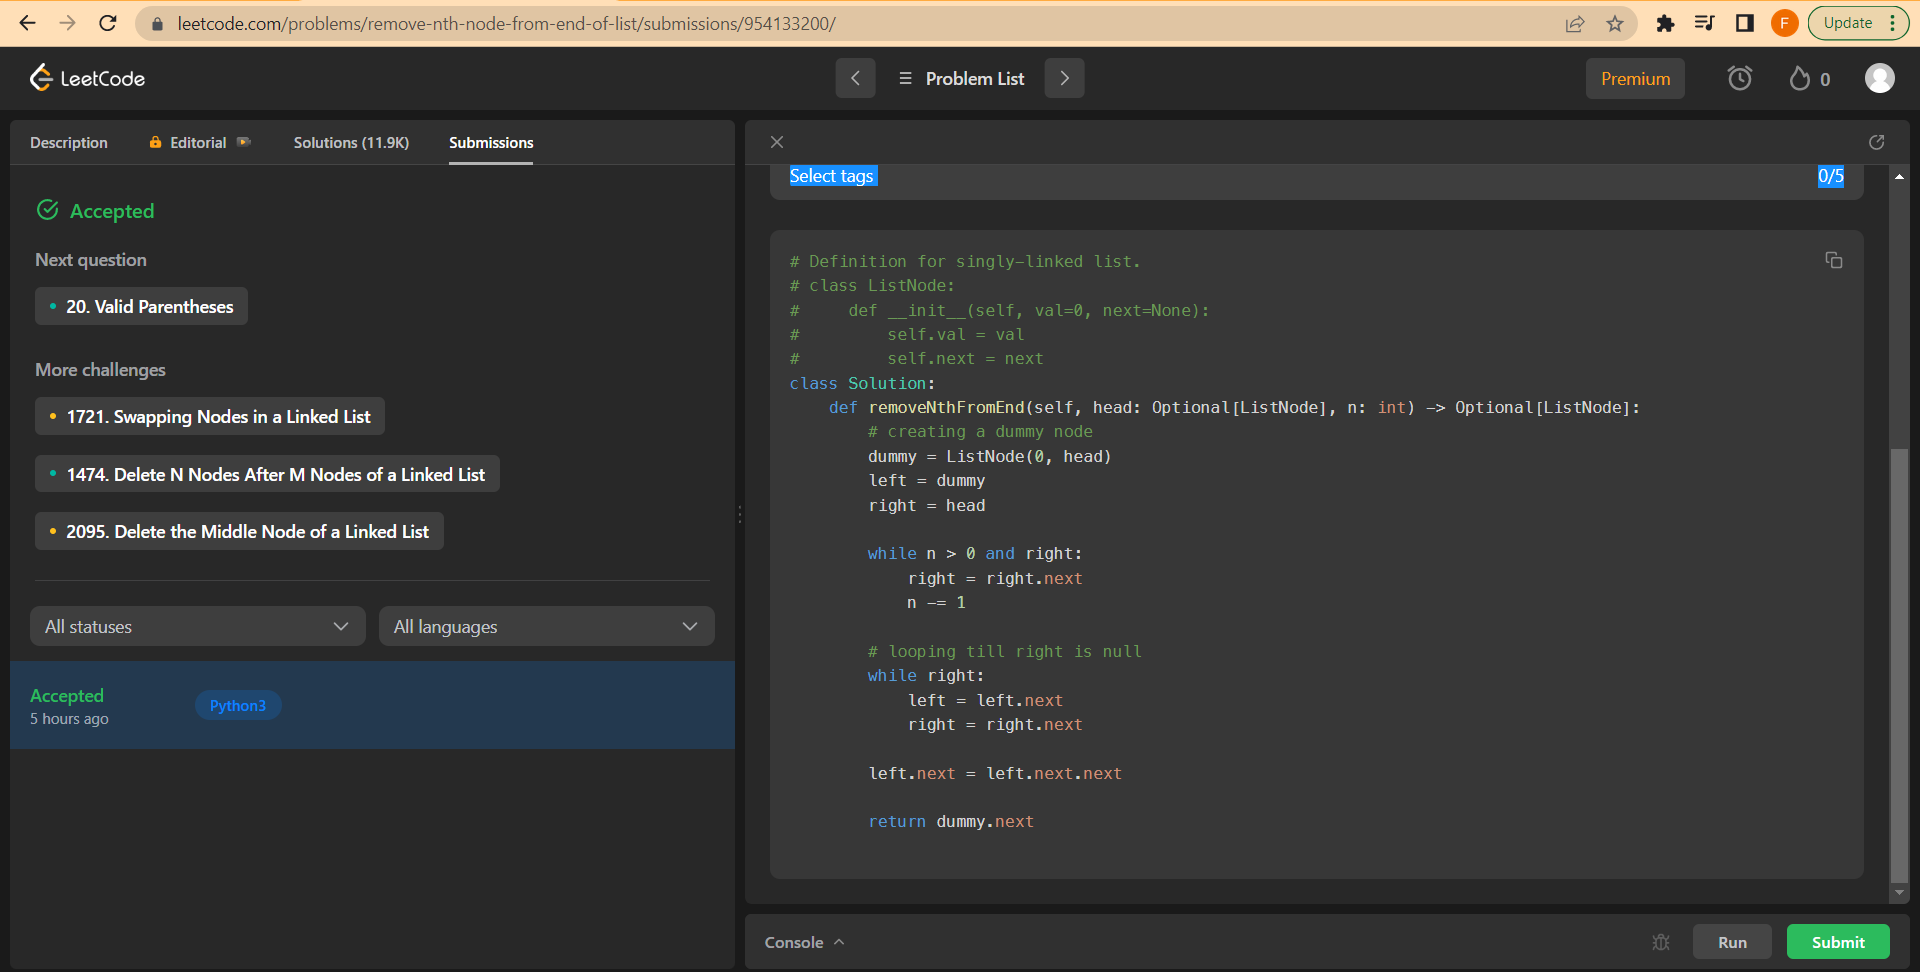 leetcode.com/problems/remove-nth-node-from-end-of-list/submissions/954133200/
F
Update
LeetCode
Problem List
Premium
0
Description
Editorial
Solutions (11.9K)
Submissions
Accepted
Next question
20. Valid Parentheses
More challenges
1721. Swapping Nodes in a Linked List
1474. Delete N Nodes After M Nodes of a Linked List
2095. Delete the Middle Node of a Linked List
All statuses
All languages
Accepted
5 hours ago
Python3
Select tags
0/5
# Definition for singly-linked list.
# class ListNode:
#     def __init__(self, val=0, next=None):
#         self.val = val
#         self.next = next
class Solution:
    def removeNthFromEnd(self, head: Optional[ListNode], n: int) -> Optional[ListNode]:
        # creating a dummy node
        dummy = ListNode(0, head)
        left = dummy
        right = head
        while n > 0 and right:
            right = right.next
            n -= 1
        # looping till right is null
        while right:
            left = left.next
            right = right.next
        left.next = left.next.next
        return dummy.next
Console
Run
Submit